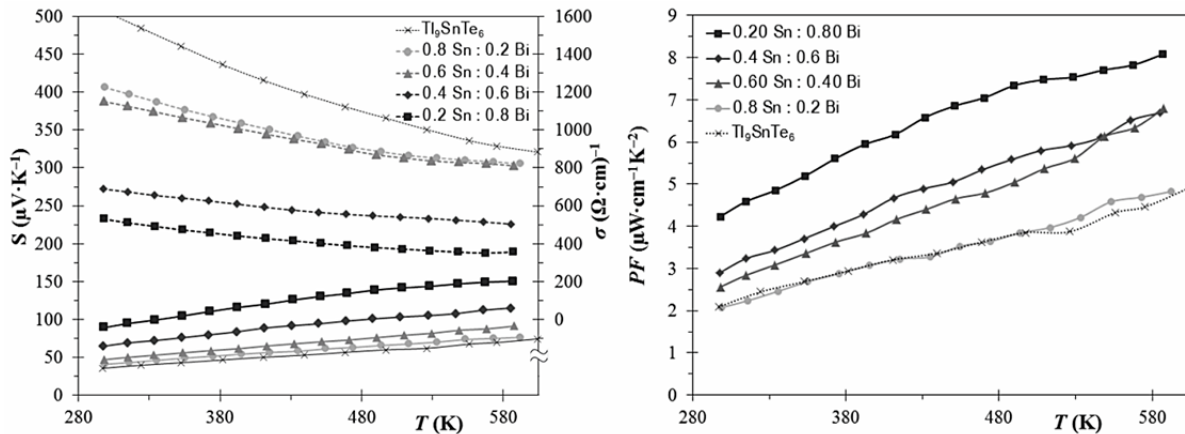 500
450
400
350
300
250
200
150
100
50
0
S (μV·K⁻¹)
280
380
480
580
T (K)
1600
1400
1200
1000
800
600
400
200
0
σ (Ω·cm)⁻¹
Tl₉SnTe₆
0.8 Sn : 0.2 Bi
0.6 Sn : 0.4 Bi
0.4 Sn : 0.6 Bi
0.2 Sn : 0.8 Bi
9
8
7
6
5
4
3
2
1
0
PF (μW·cm⁻¹K⁻²)
280
380
480
580
T (K)
0.20 Sn : 0.80 Bi
0.4 Sn : 0.6 Bi
0.60 Sn : 0.40 Bi
0.8 Sn : 0.2 Bi
Tl₉SnTe₆